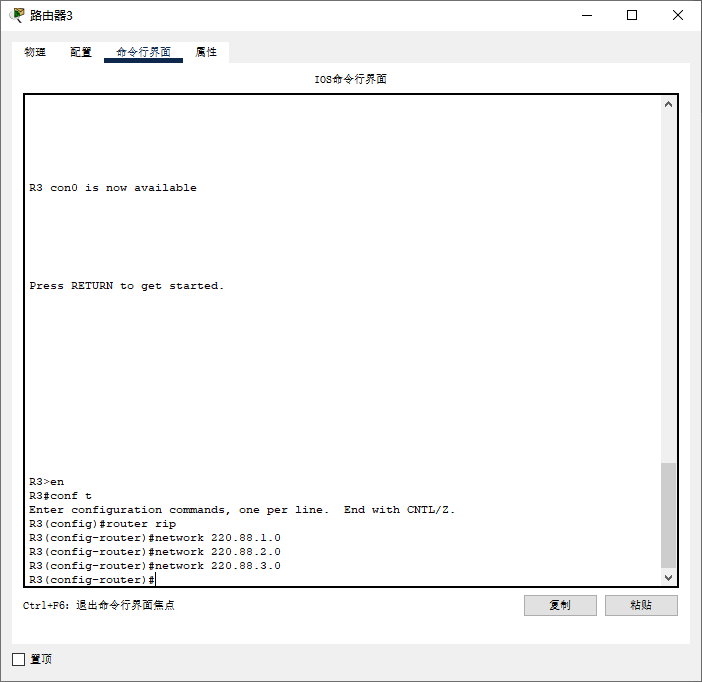 路由器3
物理 配置 命令行界面 属性
IOS命令行界面
R3 con0 is now available
Press RETURN to get started.
R3>en
R3#conf t
Enter configuration commands, one per line.  End with CNTL/Z.
R3(config)#router rip
R3(config-router)#network 220.88.1.0
R3(config-router)#network 220.88.2.0
R3(config-router)#network 220.88.3.0
R3(config-router)#
Ctrl+F6: 退出命令行界面焦点 复制 粘贴
置顶